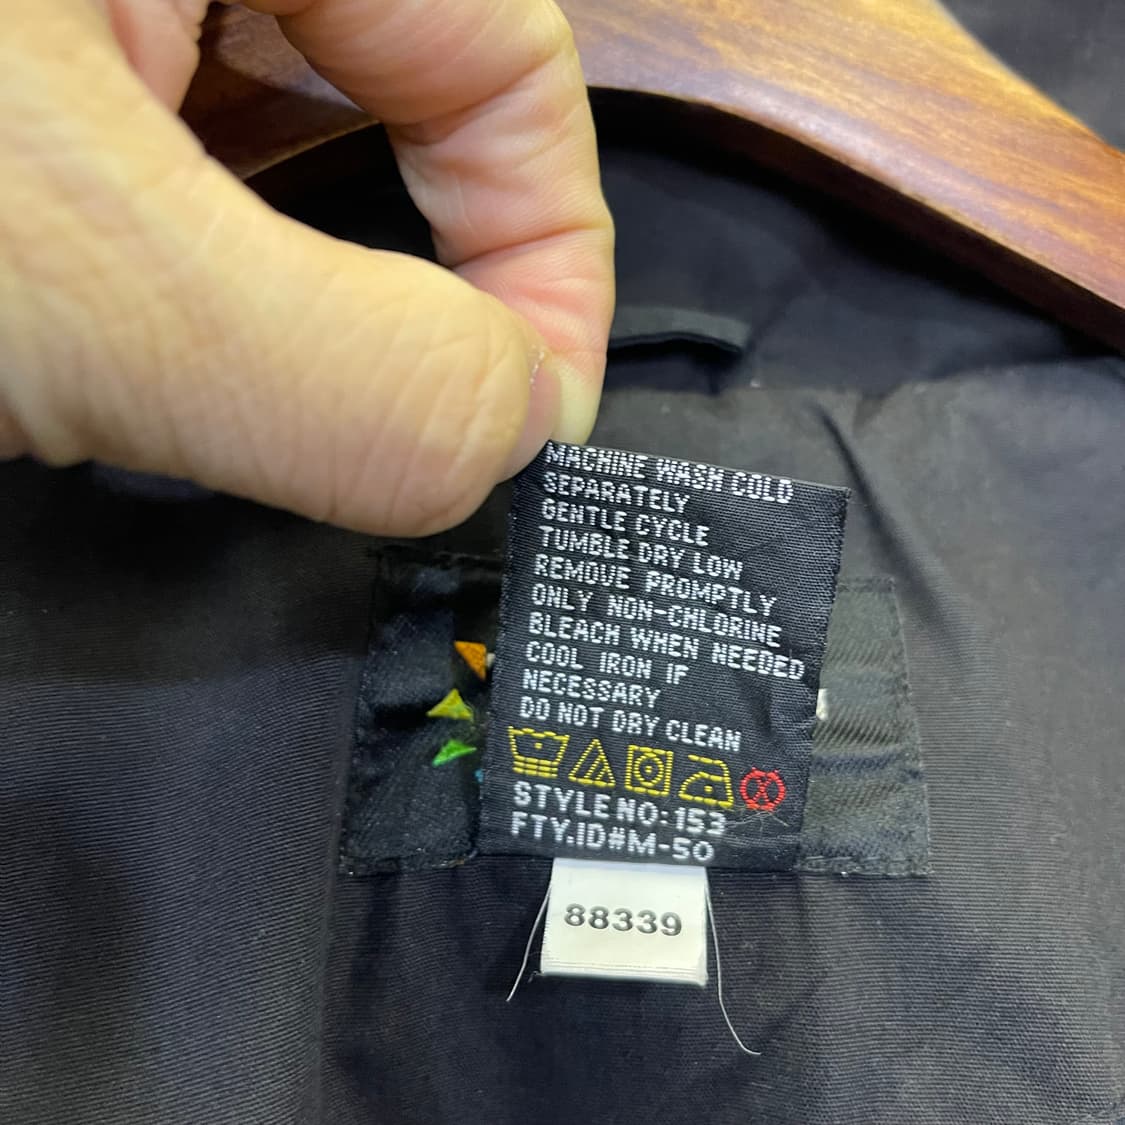 MACHINE WASH COLD
SEPARATELY
GENTLE CYCLE
TUMBLE DRY LOW
REMOVE PROMPTLY
ONLY NON-CHLORINE
BLEACH WHEN NEEDED
COOL IRON IF
NECESSARY
DO NOT DRY CLEAN
STYLE NO: 153
FTY.ID#M-50
88339